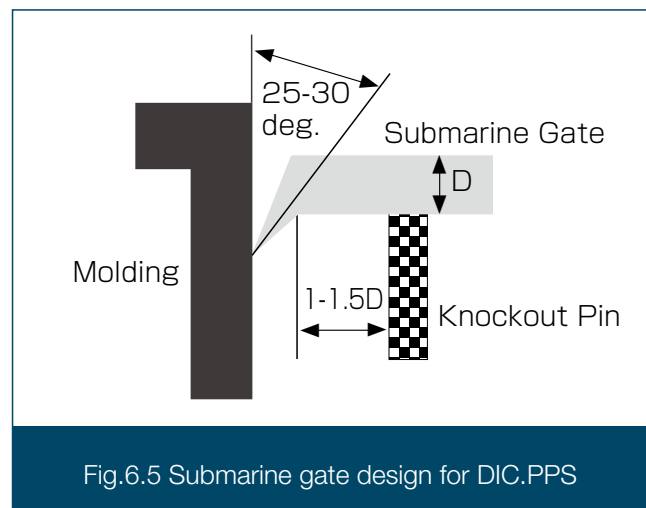 25-30
deg.
Submarine Gate
D
Molding
1-1.5D
Knockout Pin
Fig.6.5 Submarine gate design for DIC.PPS